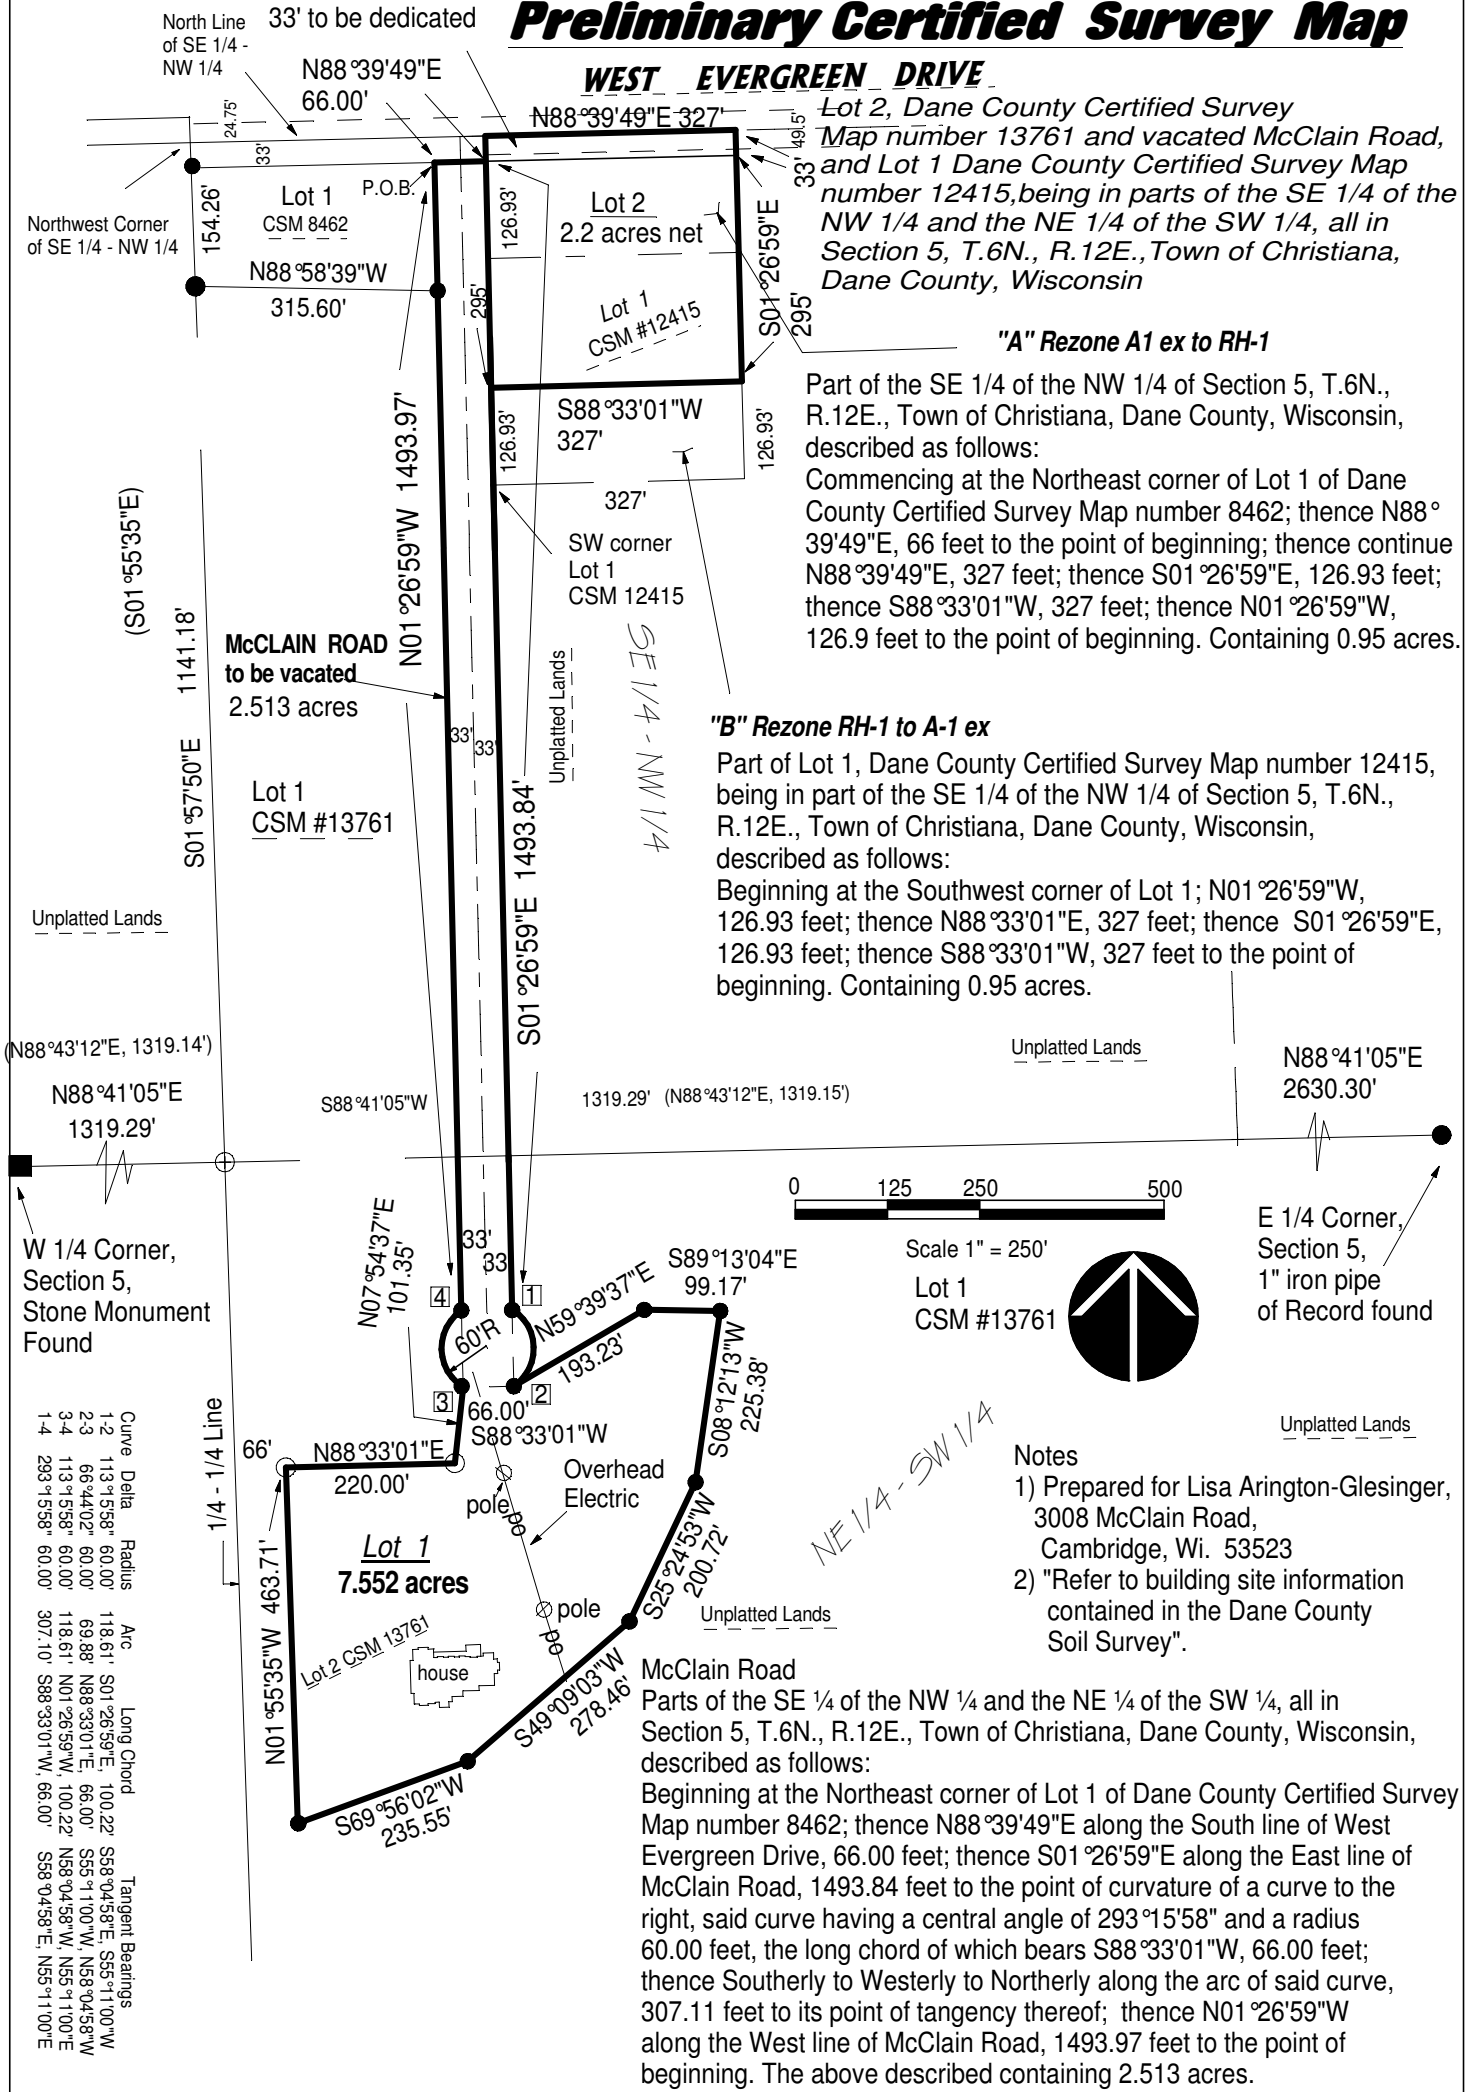 Preliminary Certified Survey Map
North Line
of SE 1/4 -
NW 1/4
33' to be dedicated
N88°39'49"E
66.00'
WEST EVERGREEN DRIVE
N88°39'49"E 327'
24.75'
33'
49.5'
33'
Lot 2, Dane County Certified Survey
Map number 13761 and vacated McClain Road,
and Lot 1 Dane County Certified Survey Map
number 12415,being in parts of the SE 1/4 of the
NW 1/4 and the NE 1/4 of the SW 1/4, all in
Section 5, T.6N., R.12E.,Town of Christiana,
Dane County, Wisconsin
Northwest Corner
of SE 1/4 - NW 1/4
154.26'
Lot 1
CSM 8462
P.O.B.
N88°58'39"W
315.60'
126.93'
Lot 2
2.2 acres net
S01°26'59"E
295'
295'
Lot 1
CSM #12415
S88°33'01"W
327'
126.93'
126.93'
327'
SW corner
Lot 1
CSM 12415
"A" Rezone A1 ex to RH-1
Part of the SE 1/4 of the NW 1/4 of Section 5, T.6N.,
R.12E., Town of Christiana, Dane County, Wisconsin,
described as follows:
Commencing at the Northeast corner of Lot 1 of Dane
County Certified Survey Map number 8462; thence N88°
39'49"E, 66 feet to the point of beginning; thence continue
N88°39'49"E, 327 feet; thence S01°26'59"E, 126.93 feet;
thence S88°33'01"W, 327 feet; thence N01°26'59"W,
126.9 feet to the point of beginning. Containing 0.95 acres.
(S01°55'35"E)
S01°57'50"E 1141.18'
N01°26'59"W 1493.97'
McCLAIN ROAD
to be vacated
2.513 acres
33'
33'
Lot 1
CSM #13761
Unplatted Lands
SE 1/4 - NW 1/4
S01°26'59"E 1493.84'
"B" Rezone RH-1 to A-1 ex
Part of Lot 1, Dane County Certified Survey Map number 12415,
being in part of the SE 1/4 of the NW 1/4 of Section 5, T.6N.,
R.12E., Town of Christiana, Dane County, Wisconsin,
described as follows:
Beginning at the Southwest corner of Lot 1; N01°26'59"W,
126.93 feet; thence N88°33'01"E, 327 feet; thence S01°26'59"E,
126.93 feet; thence S88°33'01"W, 327 feet to the point of
beginning. Containing 0.95 acres.
Unplatted Lands
(N88°43'12"E, 1319.14')
N88°41'05"E
1319.29'
S88°41'05"W
1319.29' (N88°43'12"E, 1319.15')
Unplatted Lands
N88°41'05"E
2630.30'
W 1/4 Corner,
Section 5,
Stone Monument
Found
0 125 250 500
Scale 1" = 250'
Lot 1
CSM #13761
E 1/4 Corner,
Section 5,
1" iron pipe
of Record found
N07°54'37"E
101.35'
33'
33
4
1
60'R
3
2
66.00'
S88°33'01"W
N59°39'37"E
193.23'
S89°13'04"E
99.17'
S08°12'13"W
225.38'
S25°24'53"W
200.72'
S49°09'03"W
278.46'
S69°56'02"W
235.55'
N01°55'35"W 463.71'
66'
N88°33'01"E
220.00'
1/4 - 1/4 Line
pole
po
Overhead
Electric
pole
po
Lot 1
7.552 acres
Lot 2 CSM 13761
house
Unplatted Lands
NE 1/4 - SW 1/4
Unplatted Lands
Notes
1) Prepared for Lisa Arington-Glesinger,
3008 McClain Road,
Cambridge, Wi. 53523
2) "Refer to building site information
contained in the Dane County
Soil Survey".
Curve Delta Radius Arc Long Chord Tangent Bearings
1-2 113°15'58" 60.00' 118.61' S01°26'59"E, 100.22' S58°04'58"E, S55°11'00"W
2-3 66°44'02" 60.00' 69.88' N88°33'01"E, 66.00' S55°11'00"W, N58°04'58"W
3-4 113°15'58" 60.00' 118.61' N01°26'59"W, 100.22' N58°04'58"W, N55°11'00"E
1-4 293°15'58" 60.00' 307.10' S88°33'01"W, 66.00' S58°04'58"E, N55°11'00"E
McClain Road
Parts of the SE ¼ of the NW ¼ and the NE ¼ of the SW ¼, all in
Section 5, T.6N., R.12E., Town of Christiana, Dane County, Wisconsin,
described as follows:
Beginning at the Northeast corner of Lot 1 of Dane County Certified Survey
Map number 8462; thence N88°39'49"E along the South line of West
Evergreen Drive, 66.00 feet; thence S01°26'59"E along the East line of
McClain Road, 1493.84 feet to the point of curvature of a curve to the
right, said curve having a central angle of 293°15'58" and a radius
60.00 feet, the long chord of which bears S88°33'01"W, 66.00 feet;
thence Southerly to Westerly to Northerly along the arc of said curve,
307.11 feet to its point of tangency thereof; thence N01°26'59"W
along the West line of McClain Road, 1493.97 feet to the point of
beginning. The above described containing 2.513 acres.